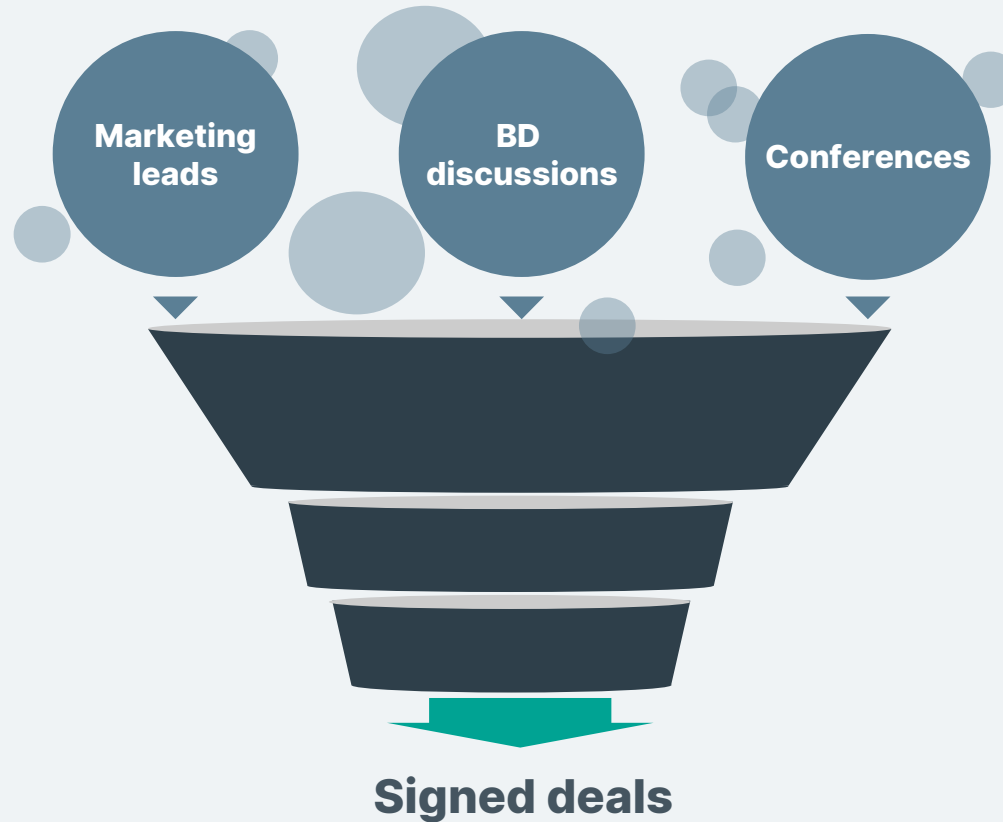 Marketing
leads
BD
discussions
Conferences
Signed deals